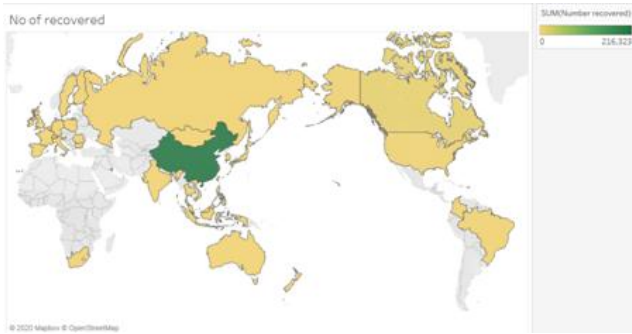 No of recovered
SUM(Number recovered)
0 216,323
© 2020 Mapbox © OpenStreetMap